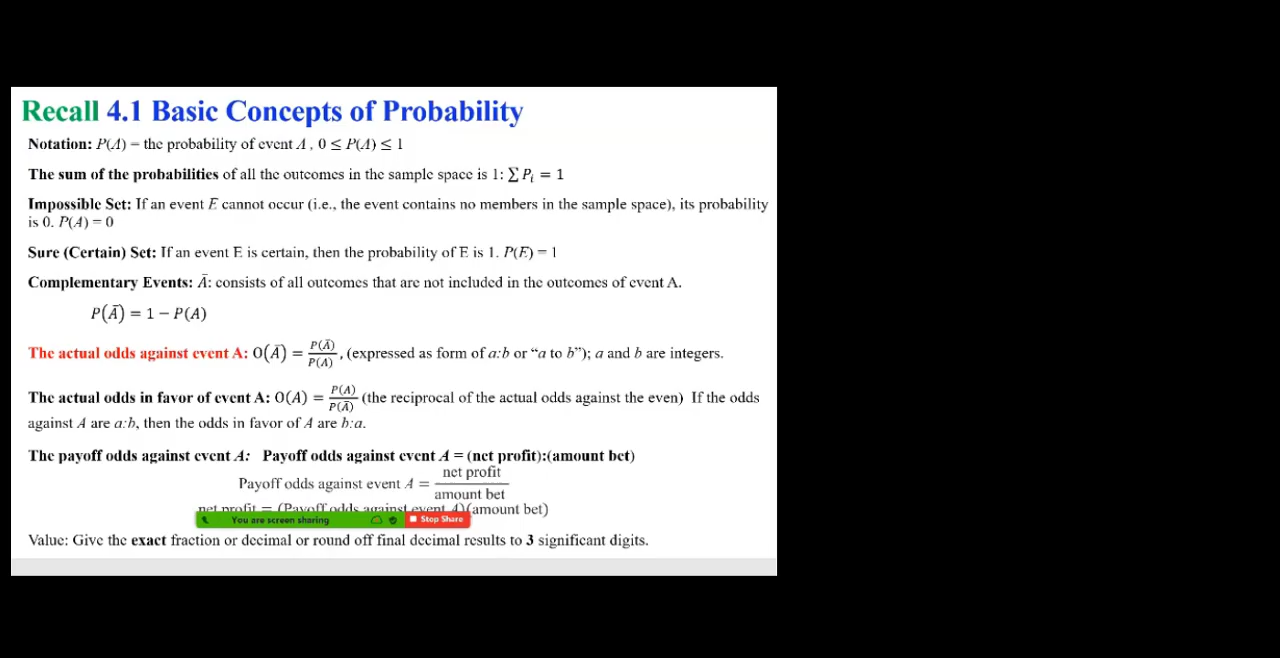 Recall 4.1 Basic Concepts of Probability
Notation: P(A) = the probability of event A , 0 ≤ P(A) ≤ 1
The sum of the probabilities of all the outcomes in the sample space is 1: ∑ Pᵢ = 1
Impossible Set: If an event E cannot occur (i.e., the event contains no members in the sample space), its probability
is 0. P(A) = 0
Sure (Certain) Set: If an event E is certain, then the probability of E is 1. P(E) = 1
Complementary Events: Ā: consists of all outcomes that are not included in the outcomes of event A.
P(Ā) = 1 − P(A)
The actual odds against event A: O(Ā) = P(Ā)/P(A) , (expressed as form of a:b or “a to b”); a and b are integers.
The actual odds in favor of event A: O(A) = P(A)/P(Ā) (the reciprocal of the actual odds against the even) If the odds
against A are a:b, then the odds in favor of A are b:a.
The payoff odds against event A: Payoff odds against event A = (net profit):(amount bet)
Payoff odds against event A = net profit/amount bet
net profit = (Payoff odds against event A)(amount bet)
You are screen sharing Stop Share
Value: Give the exact fraction or decimal or round off final decimal results to 3 significant digits.